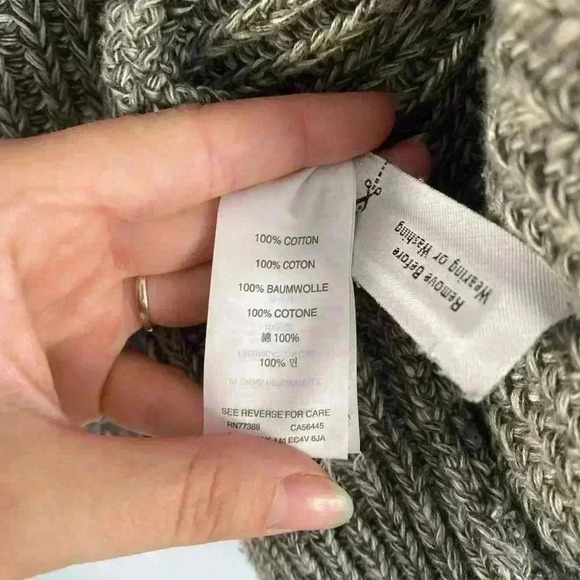 100% COTTON
100% COTON
100% BAUMWOLLE
100% COTONE
綿 100%
100% 면
SEE REVERSE FOR CARE
RN77388 CA56445
EC4V 6JA
Remove Before
Wearing or Washing